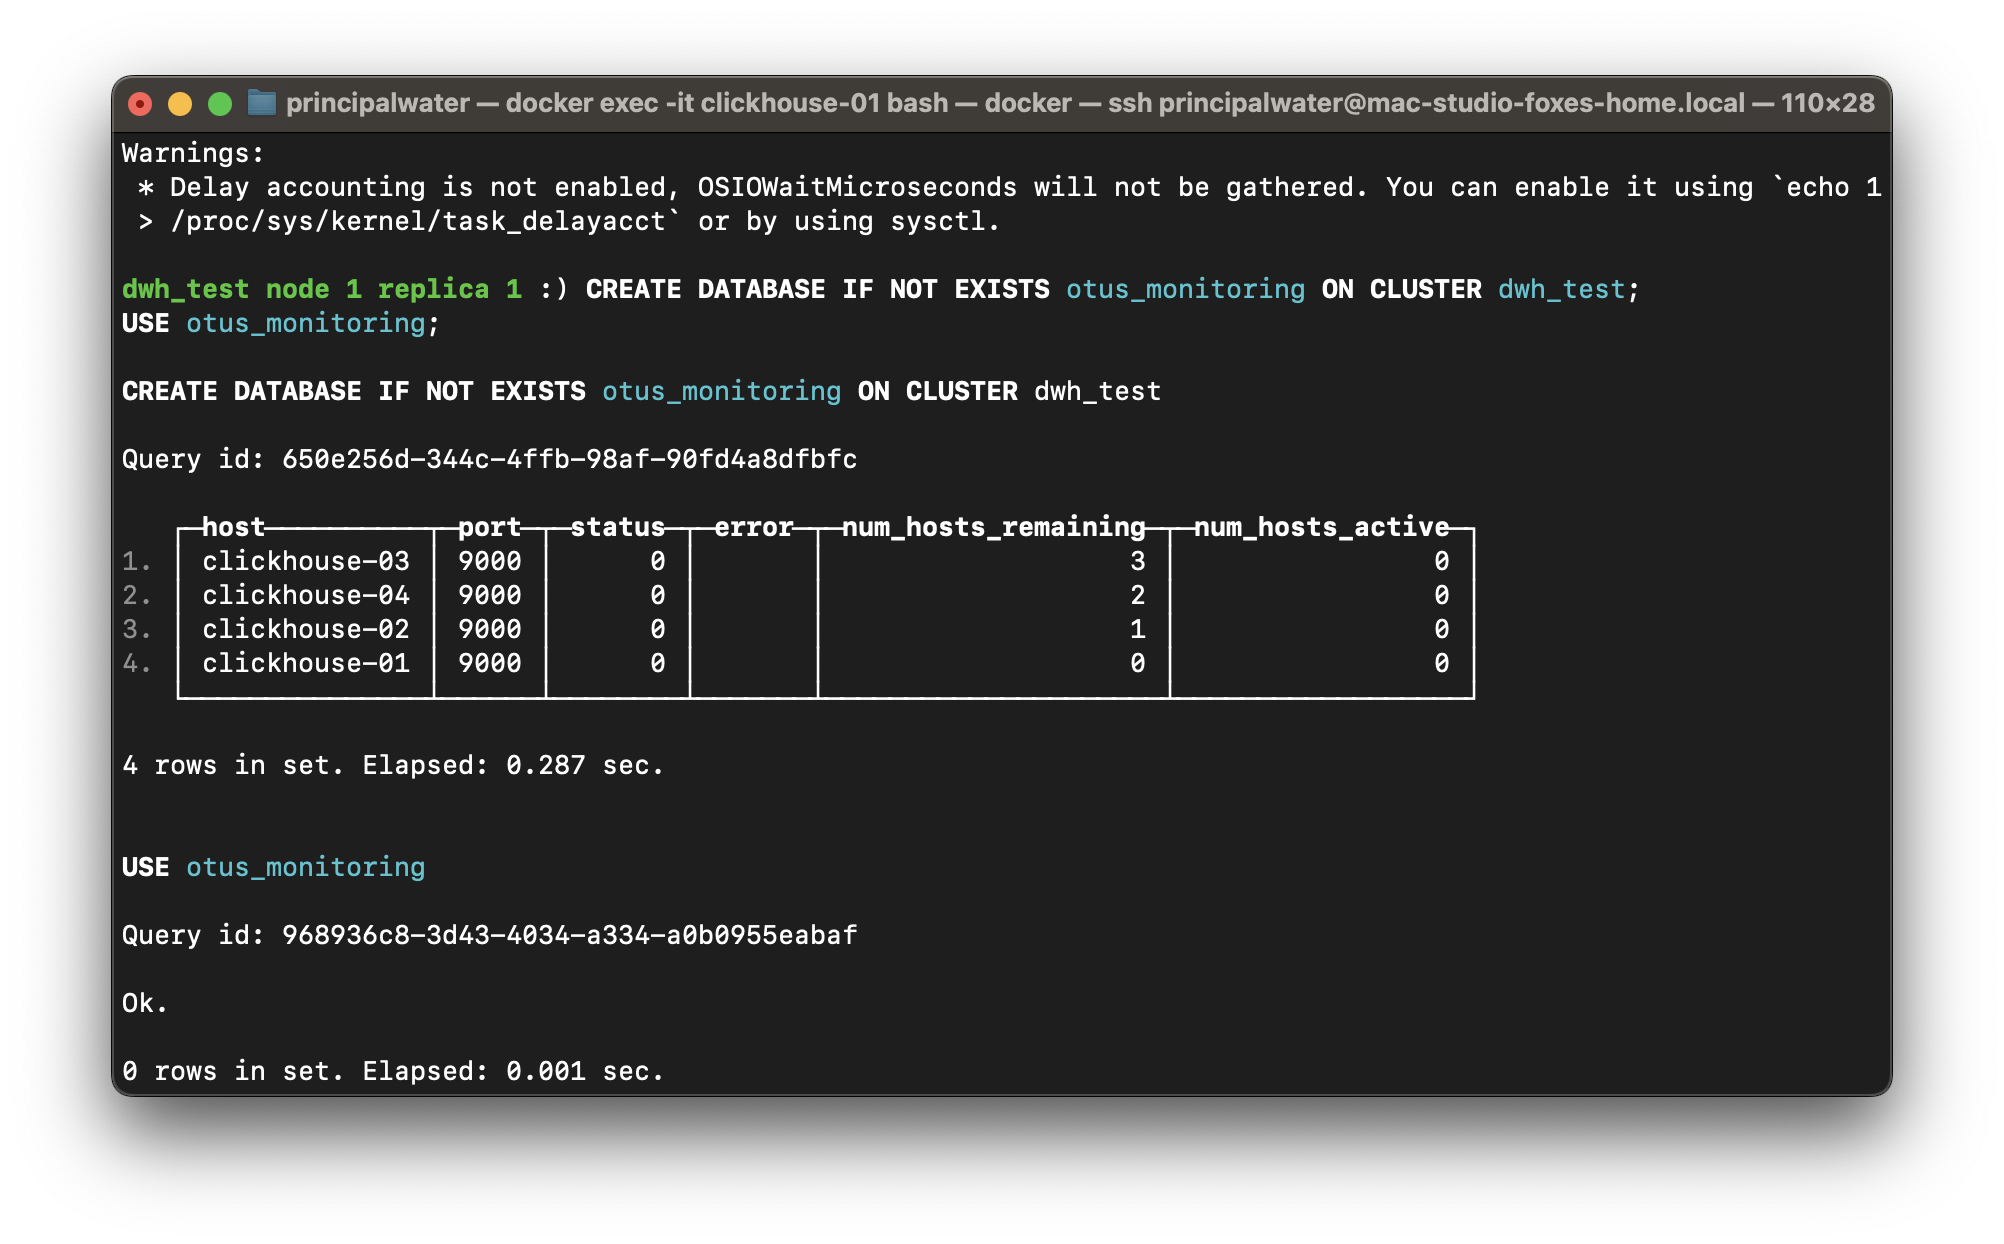 principalwater — docker exec -it clickhouse-01 bash — docker — ssh principalwater@mac-studio-foxes-home.local — 110×28
Warnings:
 * Delay accounting is not enabled, OSIOWaitMicroseconds will not be gathered. You can enable it using `echo 1
 > /proc/sys/kernel/task_delayacct` or by using sysctl.
dwh_test node 1 replica 1 :) CREATE DATABASE IF NOT EXISTS otus_monitoring ON CLUSTER dwh_test;
USE otus_monitoring;
CREATE DATABASE IF NOT EXISTS otus_monitoring ON CLUSTER dwh_test
Query id: 650e256d-344c-4ffb-98af-90fd4a8dfbfc
host port status error num_hosts_remaining num_hosts_active
1. clickhouse-03 9000 0 3 0
2. clickhouse-04 9000 0 2 0
3. clickhouse-02 9000 0 1 0
4. clickhouse-01 9000 0 0 0
4 rows in set. Elapsed: 0.287 sec.
USE otus_monitoring
Query id: 968936c8-3d43-4034-a334-a0b0955eabaf
Ok.
0 rows in set. Elapsed: 0.001 sec.